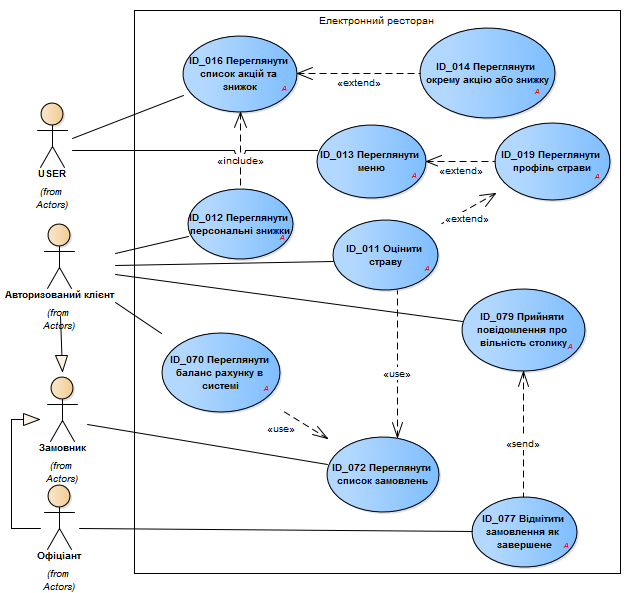 Електронний ресторан
ID_016 Переглянути
список акцій та
знижок
ID_014 Переглянути
окрему акцію або знижку
«extend»
USER
(from
Actors)
«include»
ID_013 Переглянути
меню
«extend»
ID_019 Переглянути
профіль страви
ID_012 Переглянути
персональні знижки
«extend»
ID_011 Оцінити
страву
Авторизований клієнт
(from
Actors)
ID_079 Прийняти
повідомлення про
вільність столику
ID_070 Переглянути
баланс рахунку в
системі
«use»
«use»
Замовник
(from
Actors)
«send»
ID_072 Переглянути
список замовлень
ID_077 Відмітити
замовлення як
завершене
Офіціант
(from
Actors)